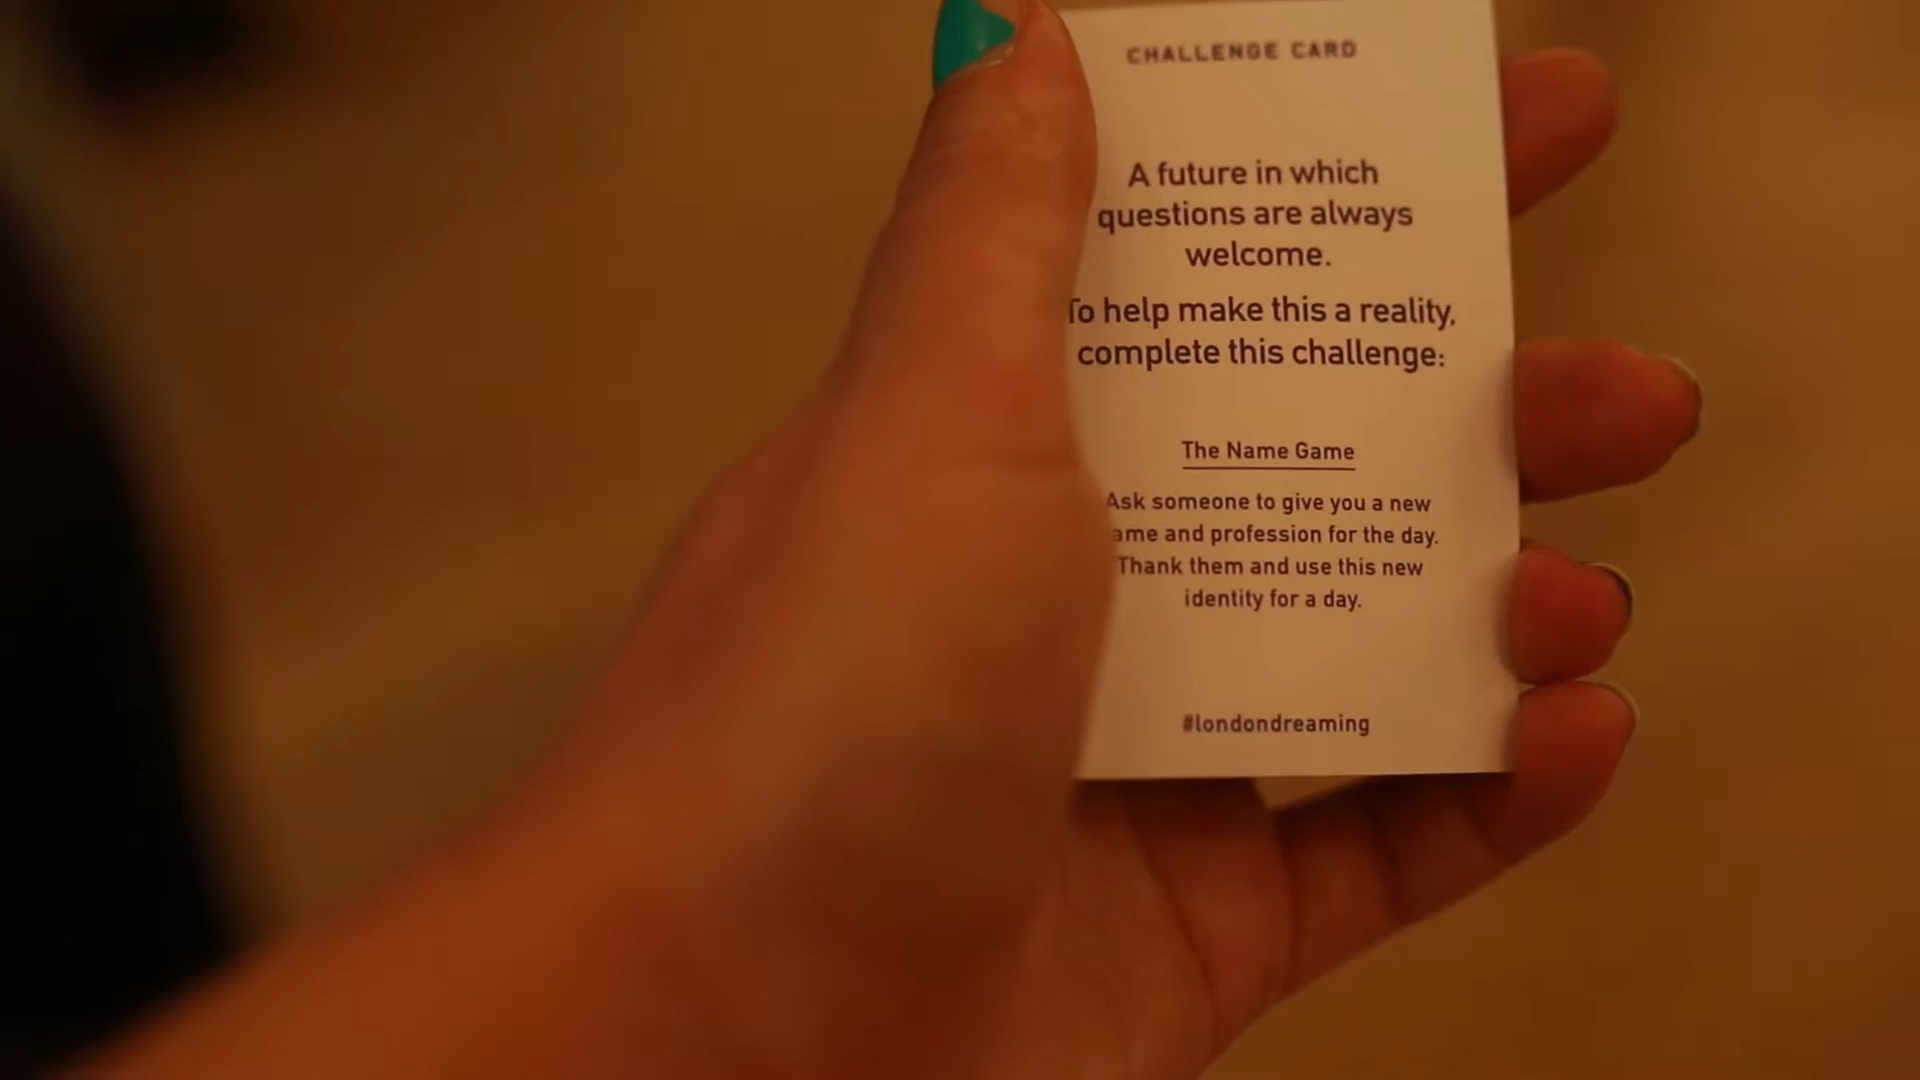 CHALLENGE CARD
A future in which
questions are always
welcome.
To help make this a reality,
complete this challenge:
The Name Game
Ask someone to give you a new
ame and profession for the day.
Thank them and use this new
identity for a day.
#londondreaming